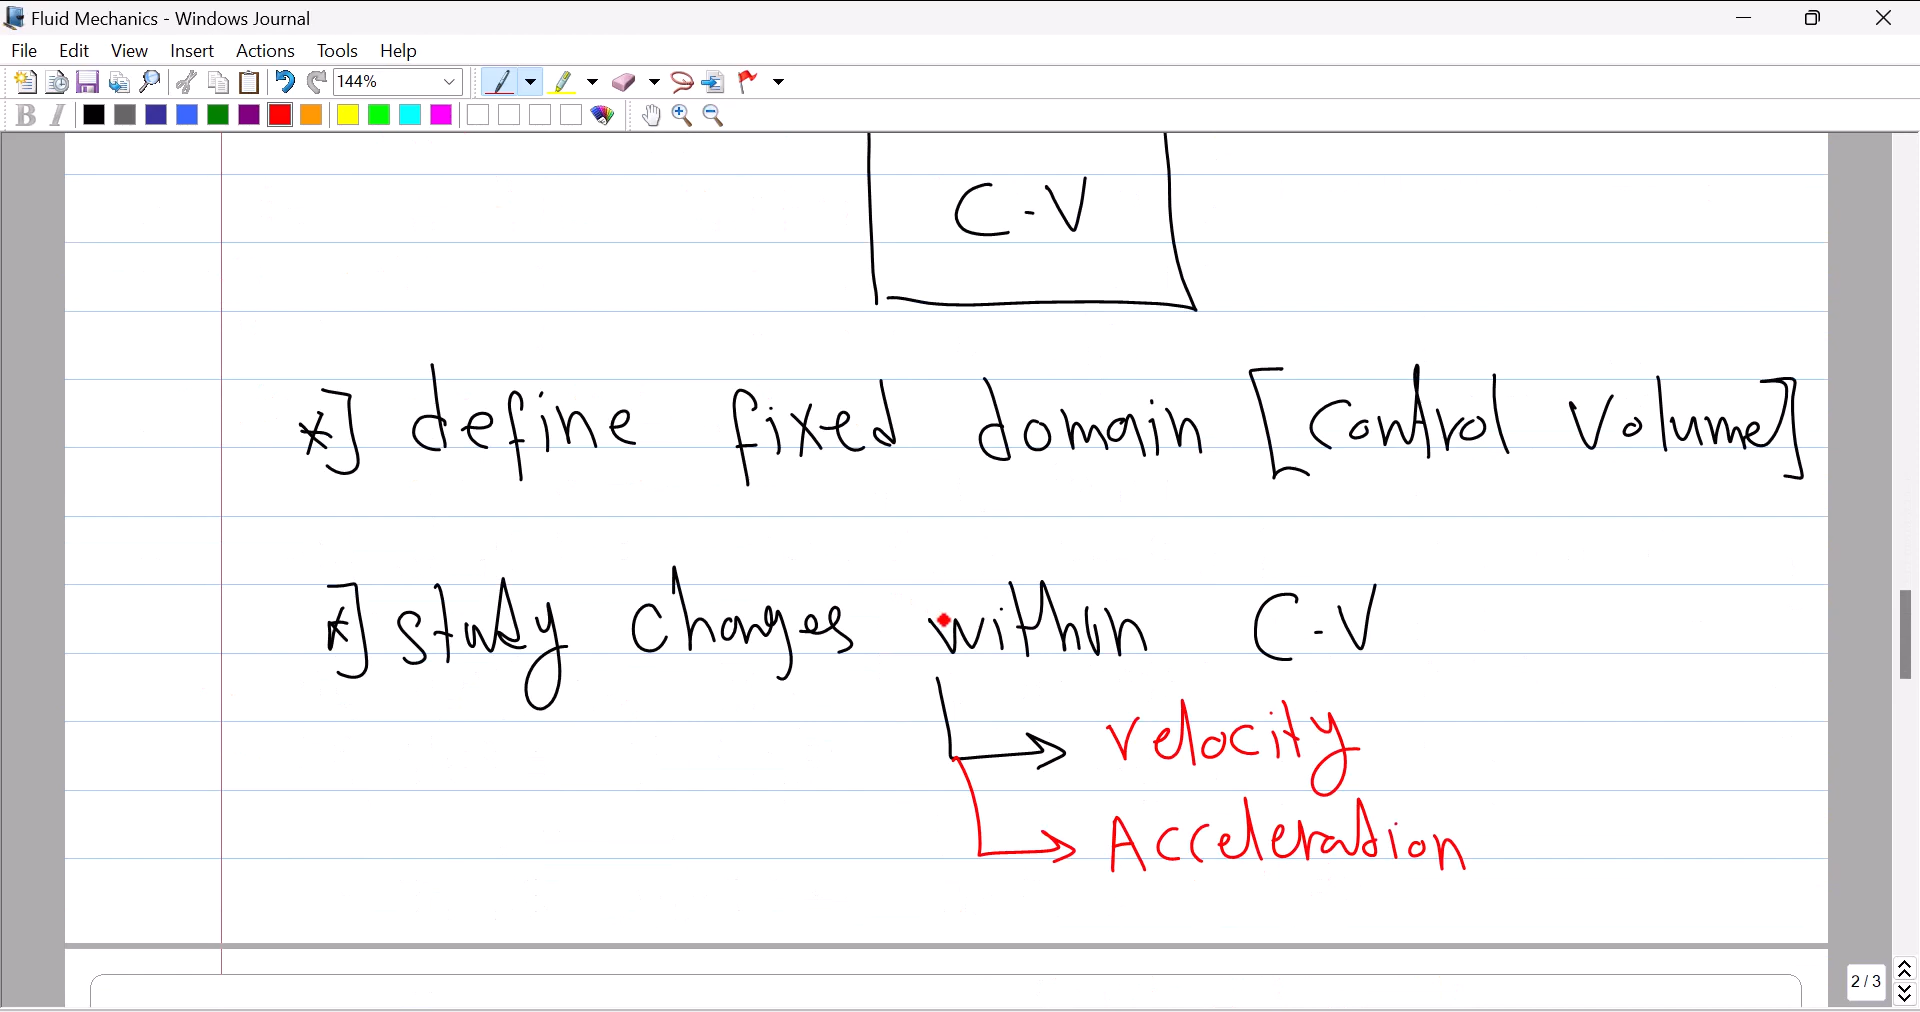 Fluid Mechanics - Windows Journal
File Edit View Insert Actions Tools Help
144%
B I
C-V
*] define fixed domain [Control Volume]
*] study changes within C-V
Velocity
Acceleration
2 / 3